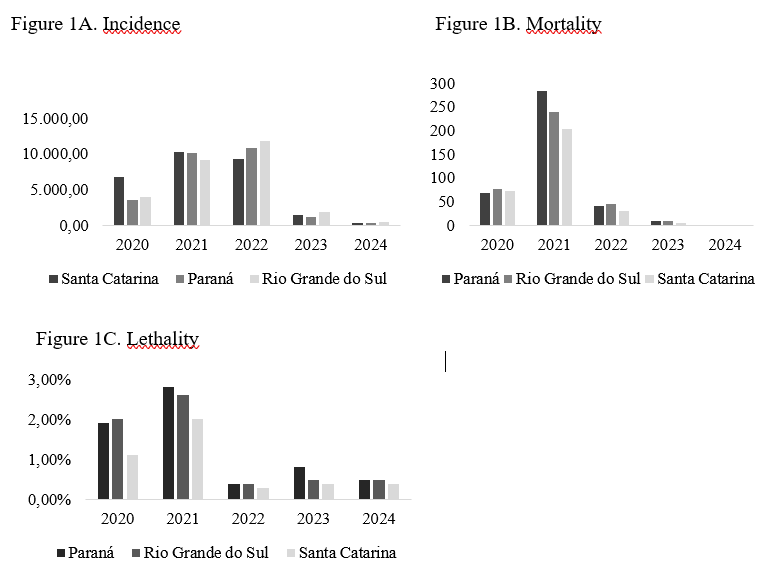 Figure 1A. Incidence
15.000,00
10.000,00
5.000,00
0,00
2020 2021 2022 2023 2024
Santa Catarina Paraná Rio Grande do Sul
Figure 1B. Mortality
300
250
200
150
100
50
0
2020 2021 2022 2023 2024
Paraná Rio Grande do Sul Santa Catarina
Figure 1C. Lethality
3,00%
2,00%
1,00%
0,00%
2020 2021 2022 2023 2024
Paraná Rio Grande do Sul Santa Catarina